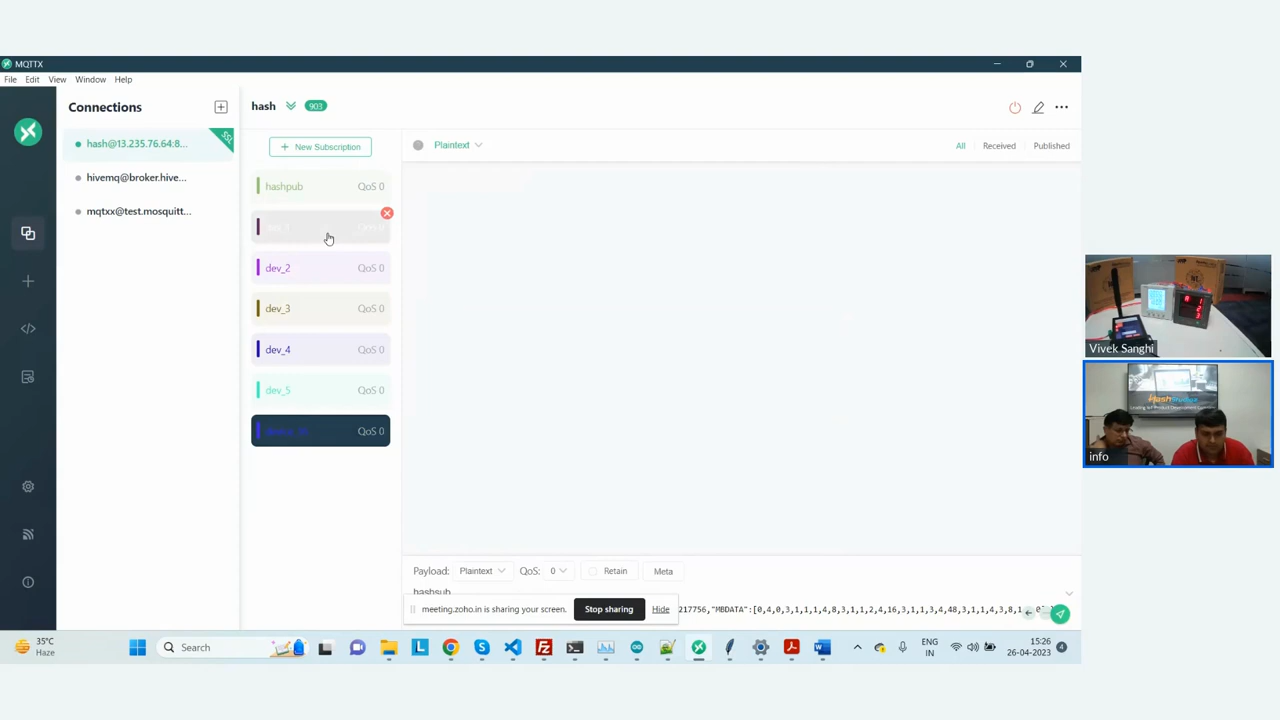 MQTTX
File Edit View Window Help
Connections
hash@13.235.76.64:8...
SSL
hivemq@broker.hive...
mqtxx@test.mosquitt...
hash
903
+ New Subscription
hashpub QoS 0
QoS 0
dev_2 QoS 0
dev_3 QoS 0
dev_4 QoS 0
dev_5 QoS 0
QoS 0
Plaintext
All Received Published
Payload: Plaintext QoS: 0 Retain Meta
hashsub
meeting.zoho.in is sharing your screen. Stop sharing Hide
217756,"MBDATA":[0,4,0,3,1,1,1,4,8,3,1,1,2,4,16,3,1,1,3,4,48,3,1,1,4,3,8,1
Vivek Sanghi
info
35°C
Haze
Search
ENG
IN
15:26
26-04-2023
4